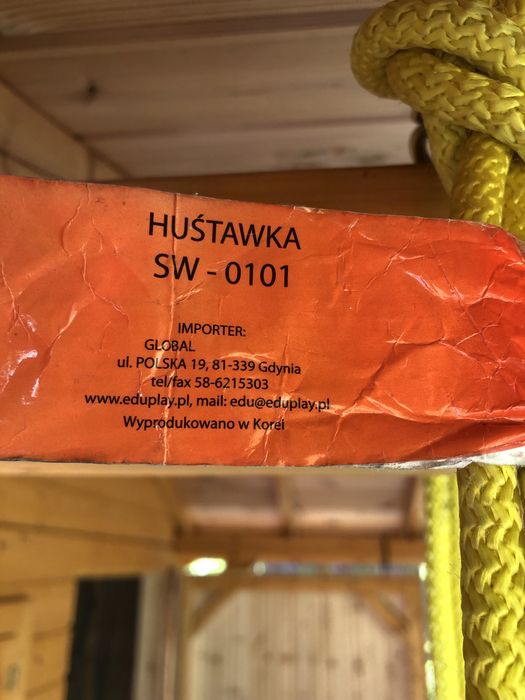 HUŚTAWKA
SW - 0101
IMPORTER:
GLOBAL
ul. POLSKA 19, 81-339 Gdynia
tel/fax 58-6215303
www.eduplay.pl, mail: edu@eduplay.pl
Wyprodukowano w Korei